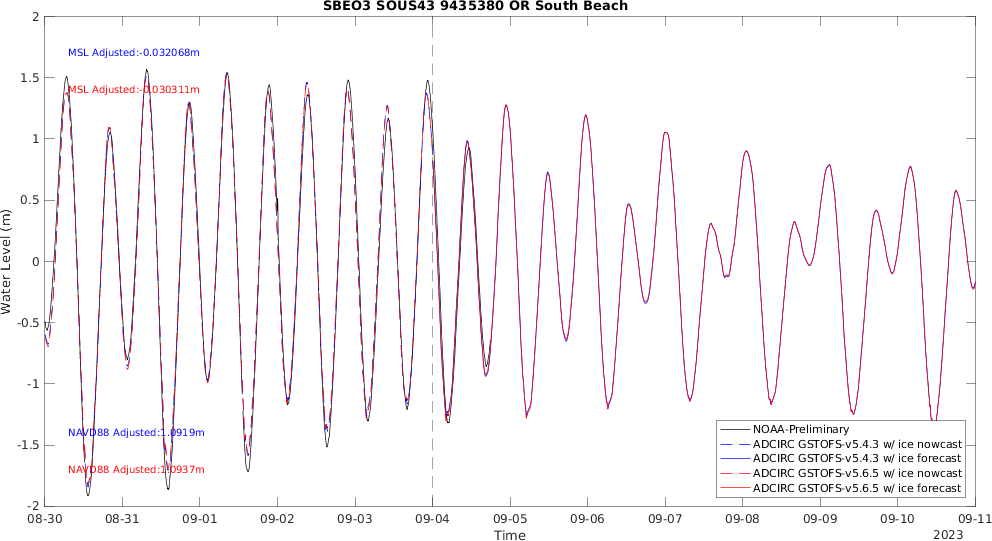 SBEO3 SOUS43 9435380 OR South Beach
MSL Adjusted:-0.032068m
MSL Adjusted:-0.030311m
NAVD88 Adjusted:1.0919m
NAVD88 Adjusted:1.0937m
Water Level (m)
2
1.5
1
0.5
0
-0.5
-1
-1.5
-2
NOAA-Preliminary
ADCIRC GSTOFS-v5.4.3 w/ ice nowcast
ADCIRC GSTOFS-v5.4.3 w/ ice forecast
ADCIRC GSTOFS-v5.6.5 w/ ice nowcast
ADCIRC GSTOFS-v5.6.5 w/ ice forecast
08-30 08-31 09-01 09-02 09-03 09-04 09-05 09-06 09-07 09-08 09-09 09-10 09-11
Time
2023